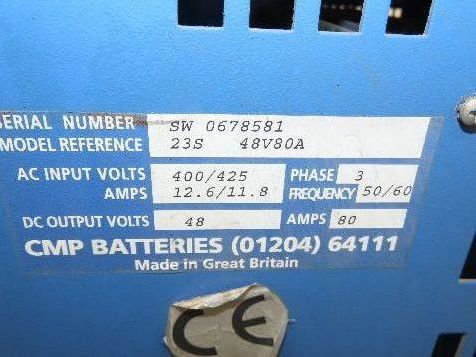 SERIAL NUMBER SW 0678581
MODEL REFERENCE 23S 48V80A
AC INPUT VOLTS 400/425 PHASE 3
AMPS 12.6/11.8 FREQUENCY 50/60
DC OUTPUT VOLTS 48 AMPS 80
CMP BATTERIES (01204) 64111
Made in Great Britain
CE